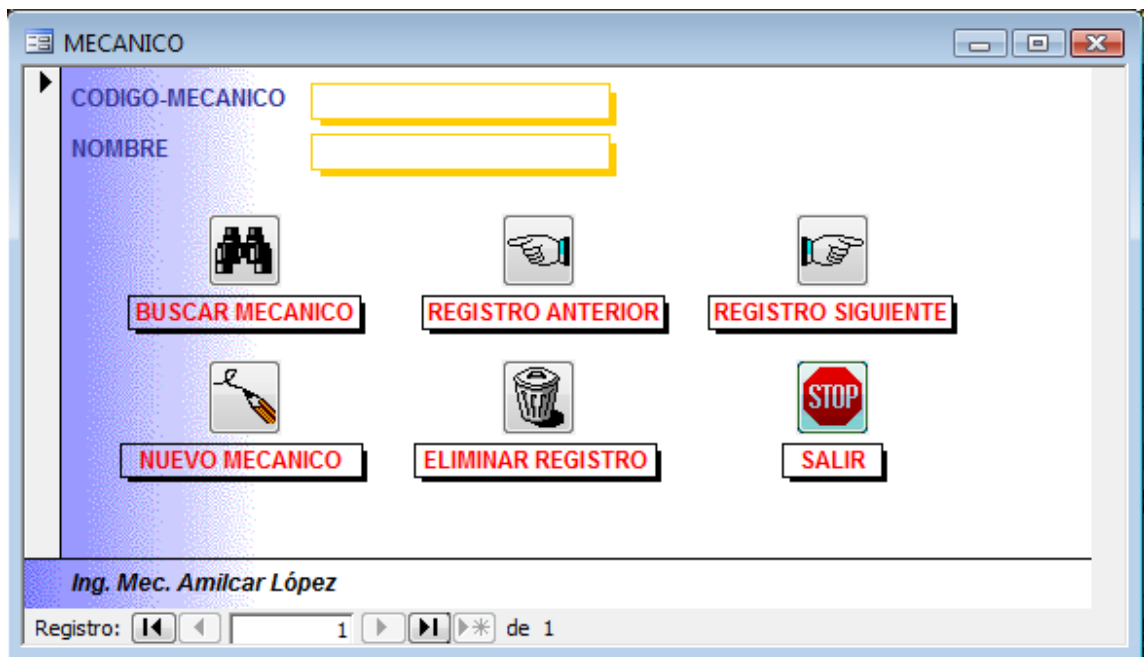 MECANICO
CODIGO-MECANICO
NOMBRE
BUSCAR MECANICO REGISTRO ANTERIOR REGISTRO SIGUIENTE
STOP
NUEVO MECANICO ELIMINAR REGISTRO SALIR
Ing. Mec. Amilcar López
Registro: 1 de 1